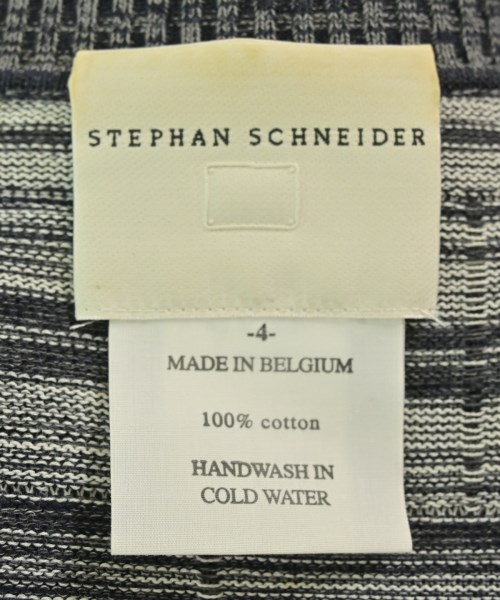 STEPHAN SCHNEIDER
-4-
MADE IN BELGIUM
100% cotton
HANDWASH IN
COLD WATER